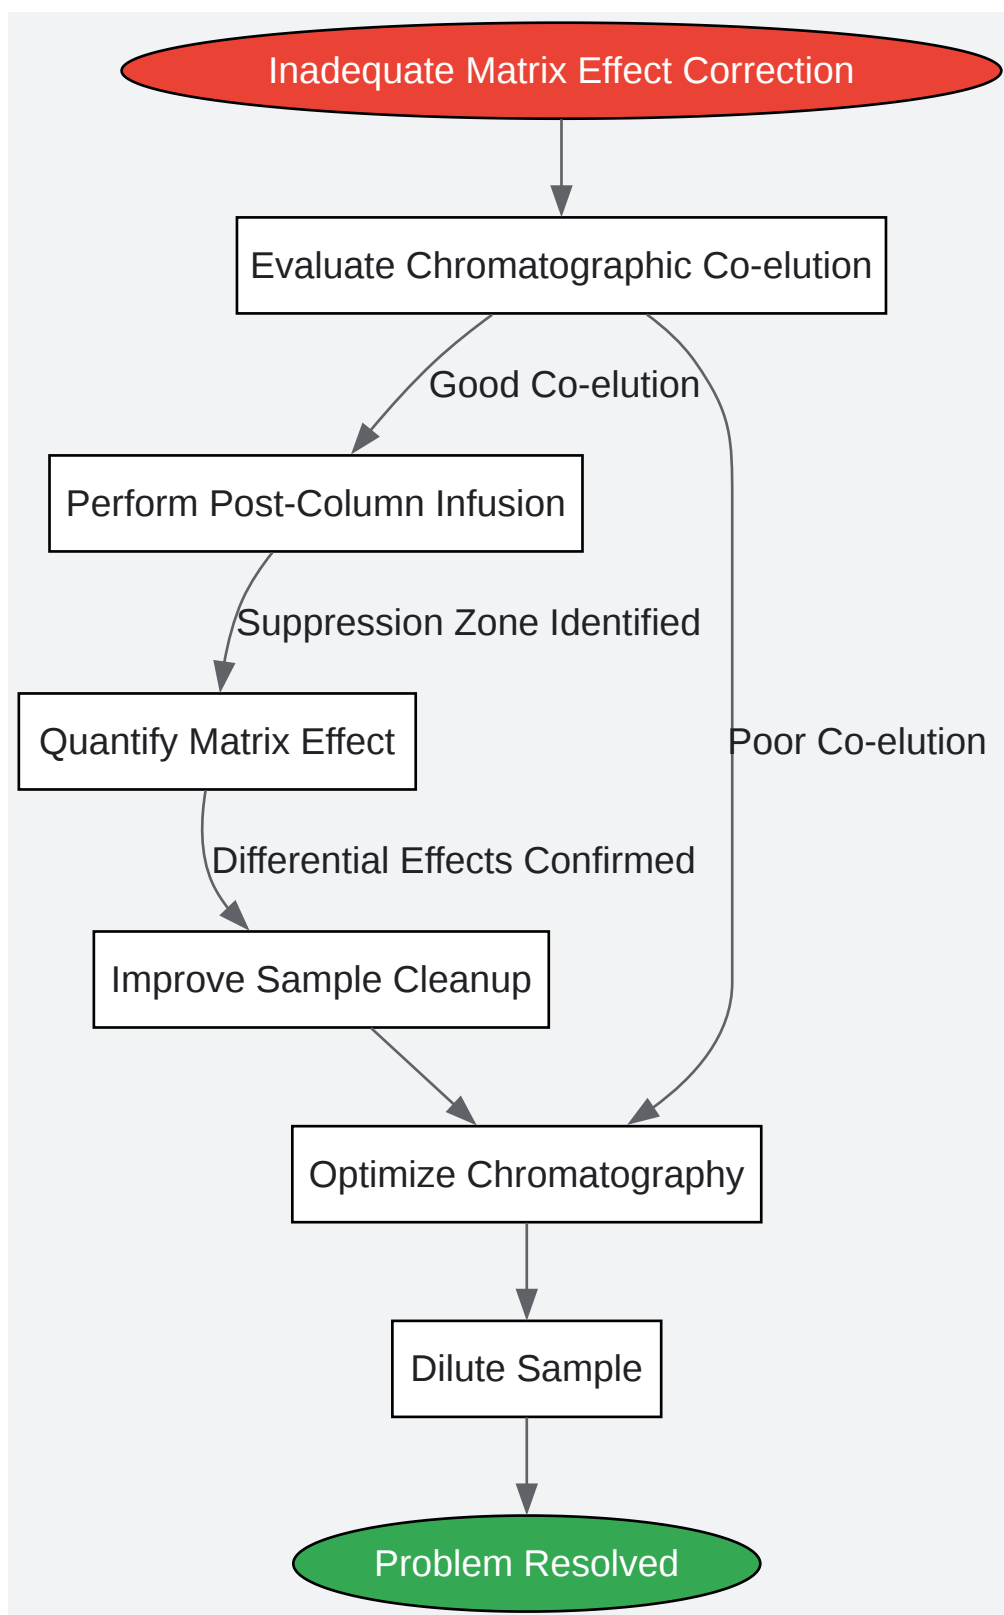 Inadequate Matrix Effect Correction
Evaluate Chromatographic Co-elution
Good Co-elution
Perform Post-Column Infusion
Suppression Zone Identified
Quantify Matrix Effect
Poor Co-elution
Differential Effects Confirmed
Improve Sample Cleanup
Optimize Chromatography
Dilute Sample
Problem Resolved